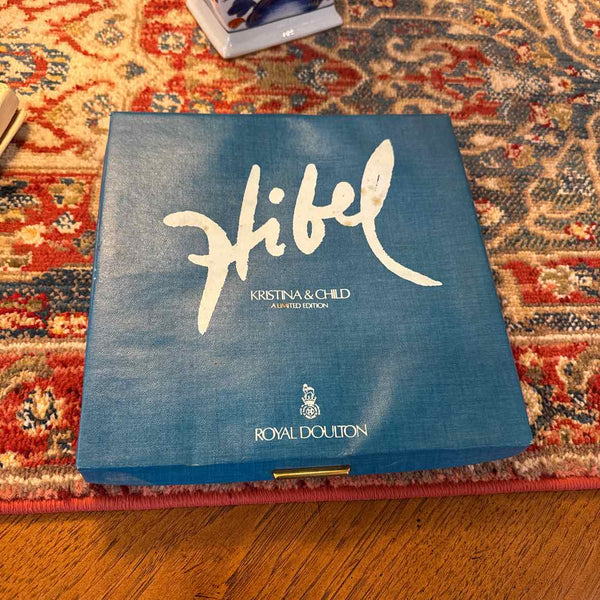 Hibel
KRISTINA & CHILD
A LIMITED EDITION
ROYAL DOULTON